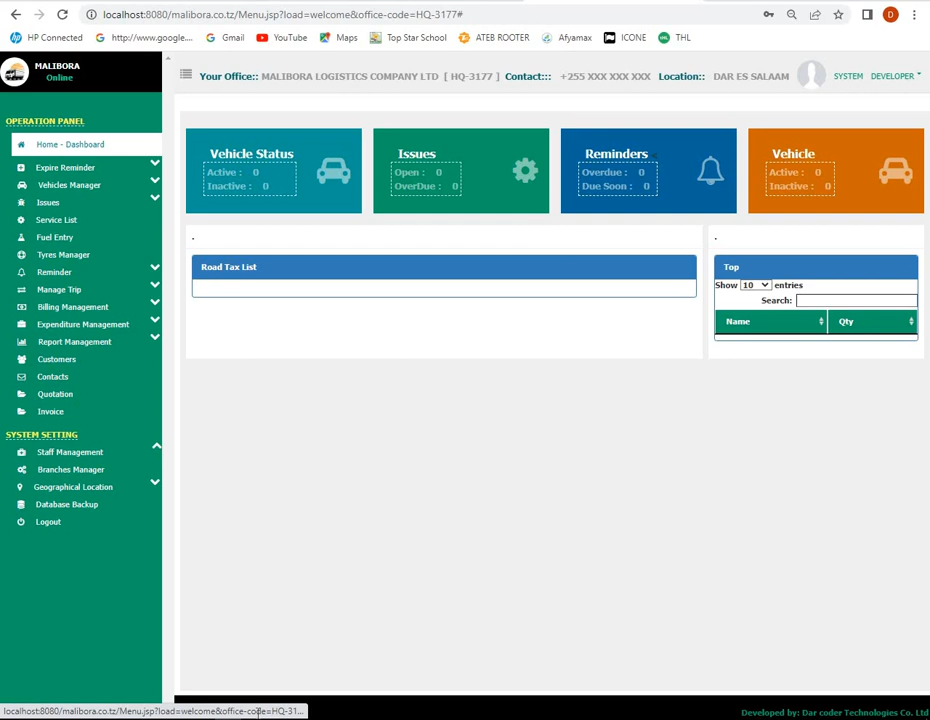 localhost:8080/malibora.co.tz/Menu.jsp?load=welcome&office-code=HQ-3177#
D
HP Connected
http://www.google....
Gmail
YouTube
Maps
Top Star School
ATEB ROOTER
Afyamax
ICONE
THL
MALIBORA
Online
Your Office:: MALIBORA LOGISTICS COMPANY LTD [ HQ-3177 ] Contact::: +255 XXX XXX XXX Location:: DAR ES SALAAM
SYSTEM
DEVELOPER
OPERATION PANEL
Home - Dashboard
Expire Reminder
Vehicles Manager
Issues
Service List
Fuel Entry
Tyres Manager
Reminder
Manage Trip
Billing Management
Expenditure Management
Report Management
Customers
Contacts
Quotation
Invoice
SYSTEM SETTING
Staff Management
Branches Manager
Geographical Location
Database Backup
Logout
Vehicle Status
Active : 0
Inactive : 0
Issues
Open : 0
OverDue : 0
Reminders
Overdue : 0
Due Soon : 0
Vehicle
Active : 0
Inactive : 0
.
Road Tax List
.
Top
Show 10 entries
Search:
Name
Qty
localhost:8080/malibora.co.tz/Menu.jsp?load=welcome&office-code=HQ-31...
Developed by: Dar coder Technologies Co. Ltd